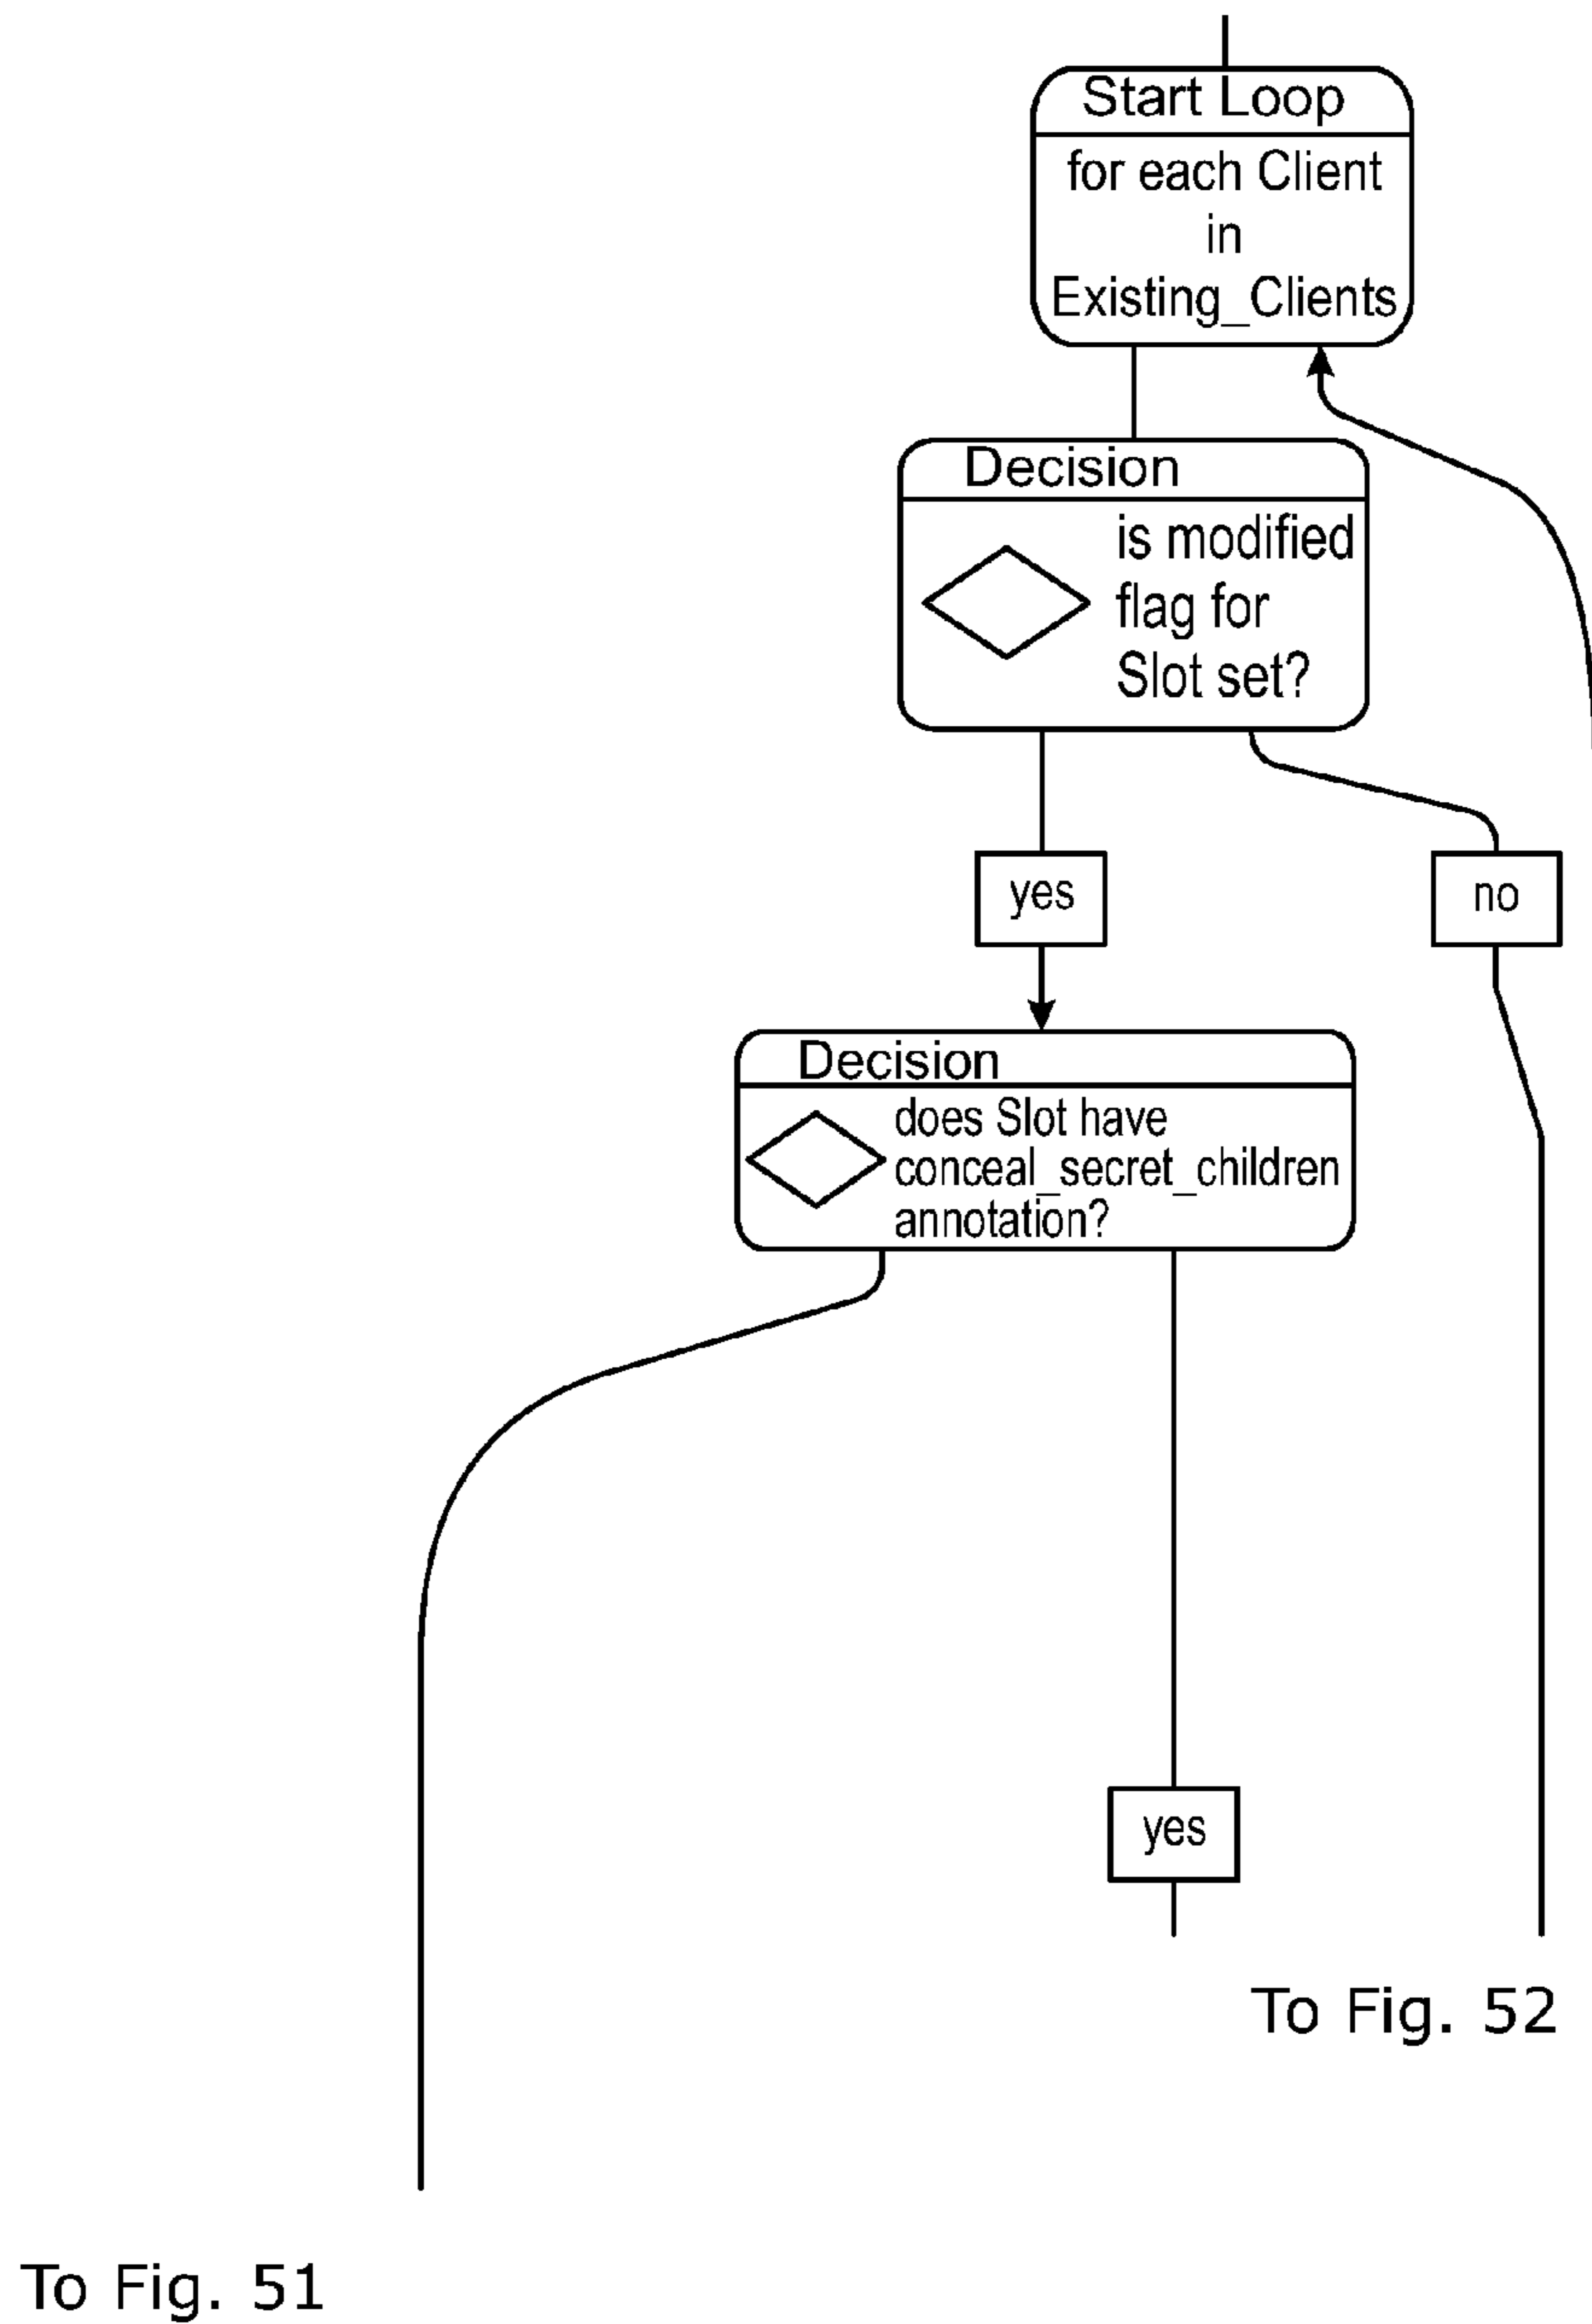 Start Loop
for each Client
in
Existing_Clients
Decision
is modified
flag for
Slot set?
yes
no
Decision
does Slot have
conceal_secret_children
annotation?
yes
To Fig. 52
To Fig. 51